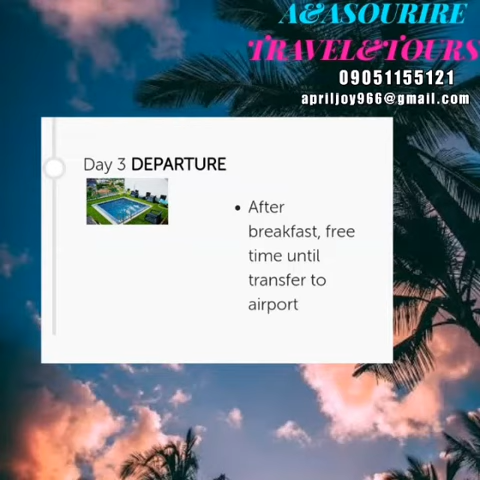 A&ASOURIRE
TRAVEL&TOURS
09051155121
apriljoy966@gmail.com
Day 3 DEPARTURE
• After
breakfast, free
time until
transfer to
airport